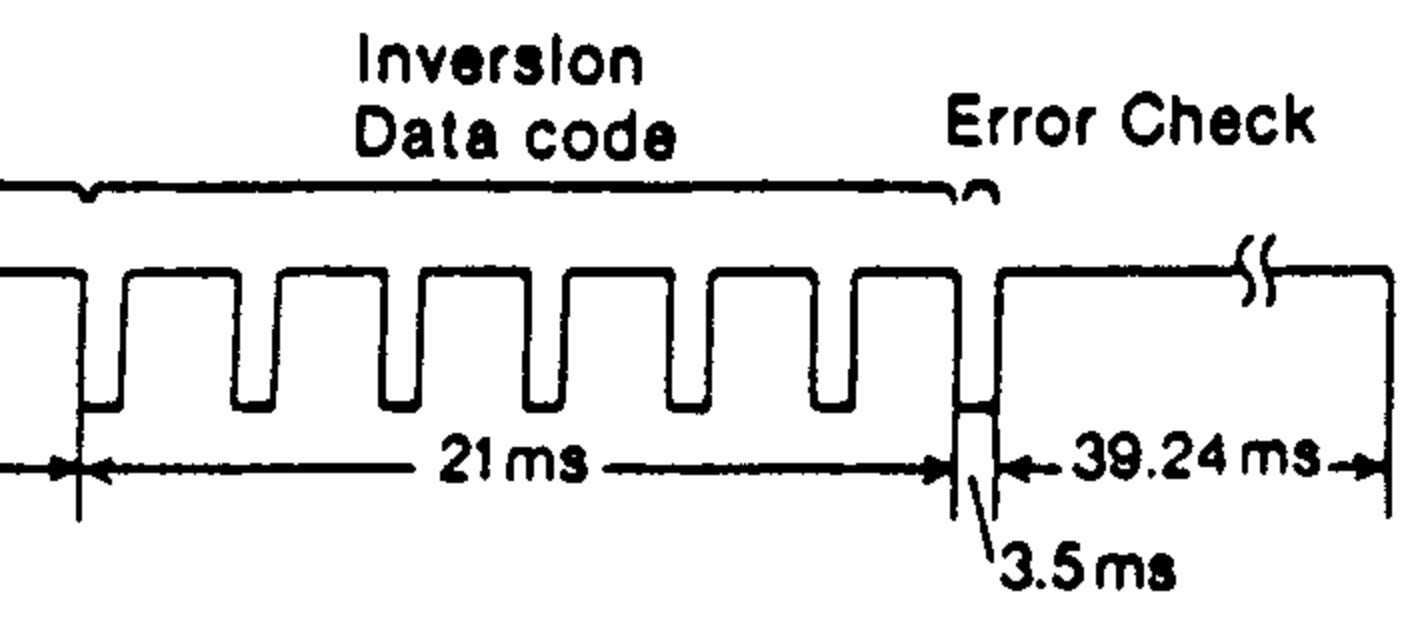 Inversion
Data code
Error Check
21 ms
39.24 ms
3.5 ms